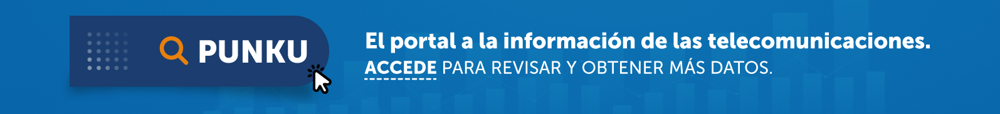 PUNKU
El portal a la información de las telecomunicaciones.
ACCEDE PARA REVISAR Y OBTENER MÁS DATOS.